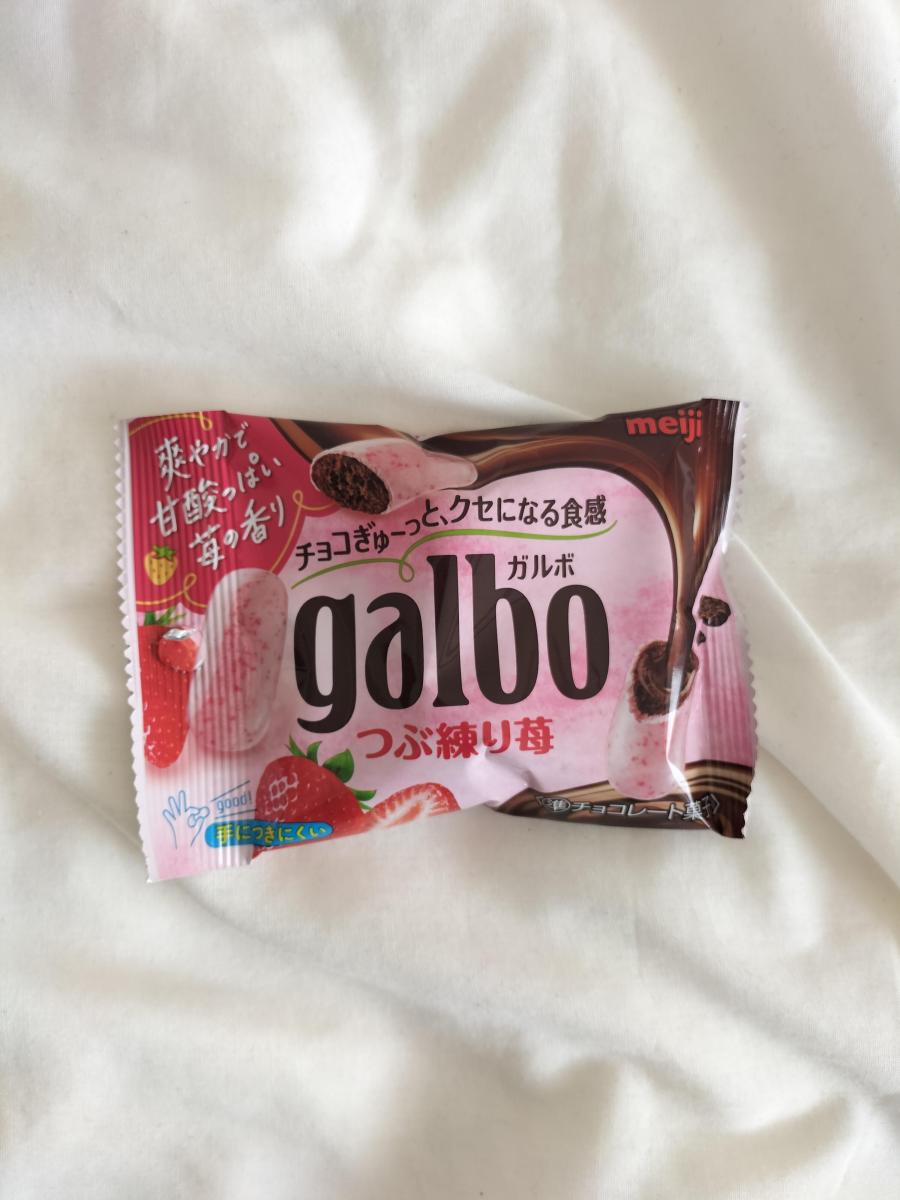 meiji
爽やかで
甘酸っぱい
苺の香り
チョコぎゅーっと、クセになる食感
ガルボ
galbo
つぶ練り苺
good!
手につきにくい
㊣チョコレート菓子